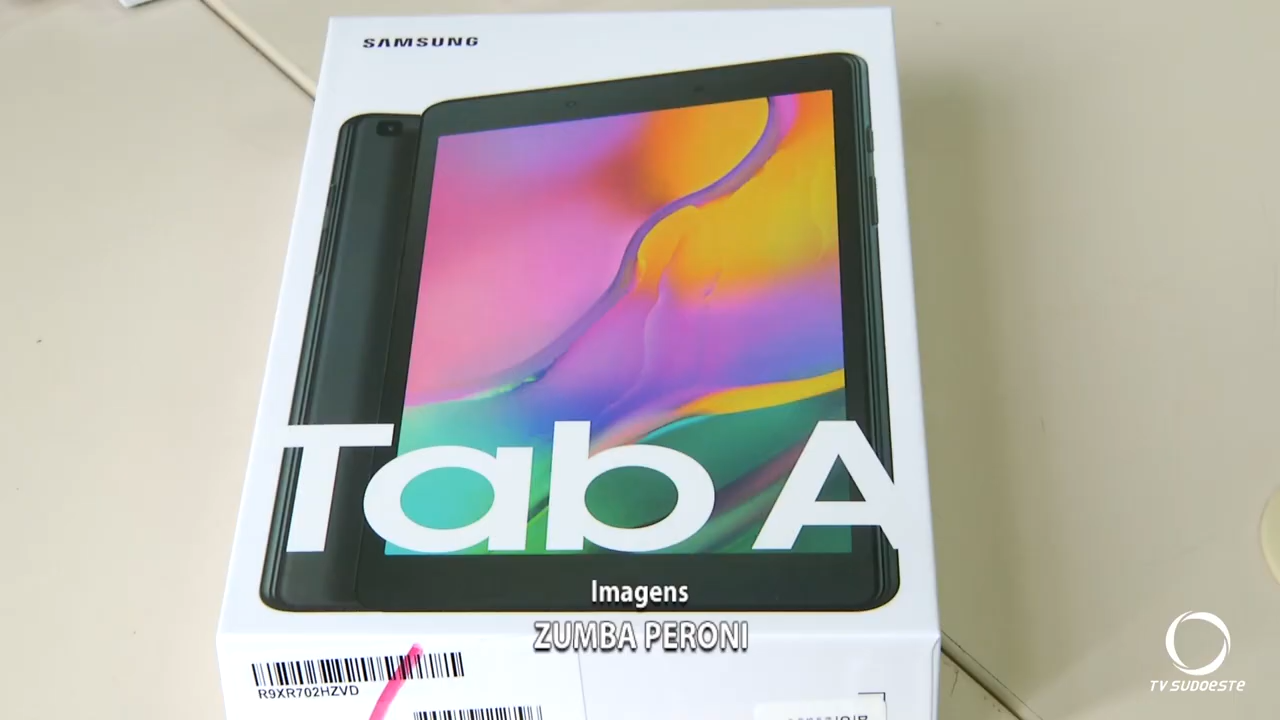 SAMSUNG
Tab A
Imagens
ZUMBA PERONI
R9XR702HZVD
TV SUDOESTE